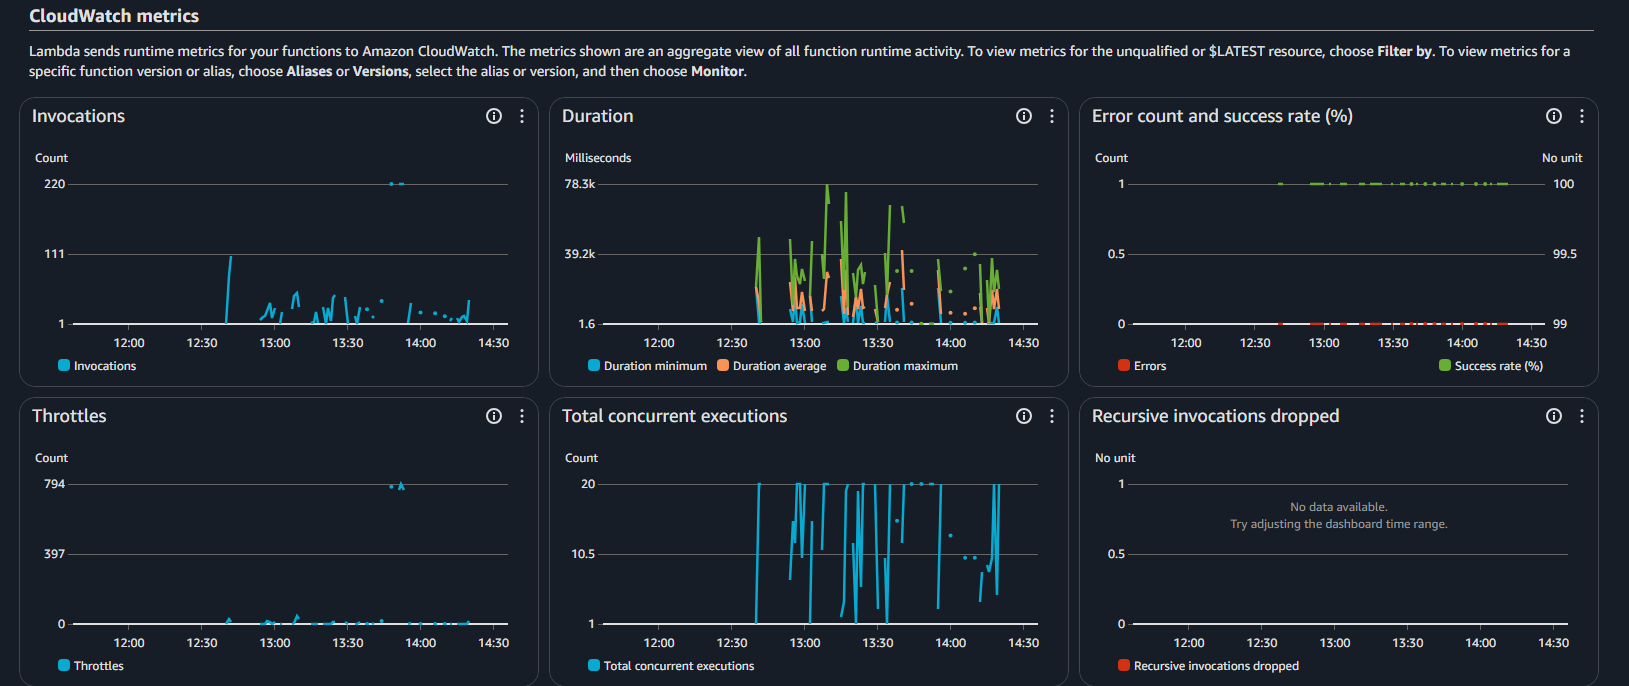 CloudWatch metrics
Lambda sends runtime metrics for your functions to Amazon CloudWatch. The metrics shown are an aggregate view of all function runtime activity. To view metrics for the unqualified or $LATEST resource, choose Filter by. To view metrics for a
specific function version or alias, choose Aliases or Versions, select the alias or version, and then choose Monitor.
Invocations
Count
220
111
1
12:00 12:30 13:00 13:30 14:00 14:30
Invocations
Duration
Milliseconds
78.3k
39.2k
1.6
12:00 12:30 13:00 13:30 14:00 14:30
Duration minimum Duration average Duration maximum
Error count and success rate (%)
Count No unit
1 100
0.5 99.5
0 99
12:00 12:30 13:00 13:30 14:00 14:30
Errors Success rate (%)
Throttles
Count
794
397
0
12:00 12:30 13:00 13:30 14:00 14:30
Throttles
Total concurrent executions
Count
20
10.5
1
12:00 12:30 13:00 13:30 14:00 14:30
Total concurrent executions
Recursive invocations dropped
No unit
1
No data available.
Try adjusting the dashboard time range.
0.5
0
12:00 12:30 13:00 13:30 14:00 14:30
Recursive invocations dropped